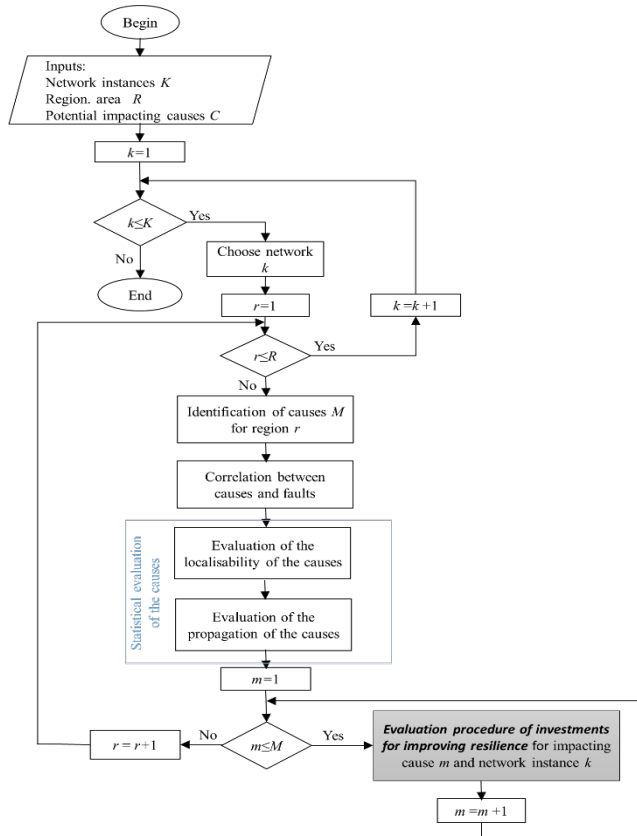 Begin
Inputs:
Network instances K
Region. area R
Potential impacting causes C
k=1
k≤K
Yes
No
Choose network
k
End
r=1
k=k+1
r≤R
Yes
No
Identification of causes M
for region r
Correlation between
causes and faults
Statistical evaluation
of the causes
Evaluation of the
localisability of the causes
Evaluation of the
propagation of the causes
m=1
m≤M
No
Yes
r = r+1
Evaluation procedure of investments
for improving resilience for impacting
cause m and network instance k
m=m +1